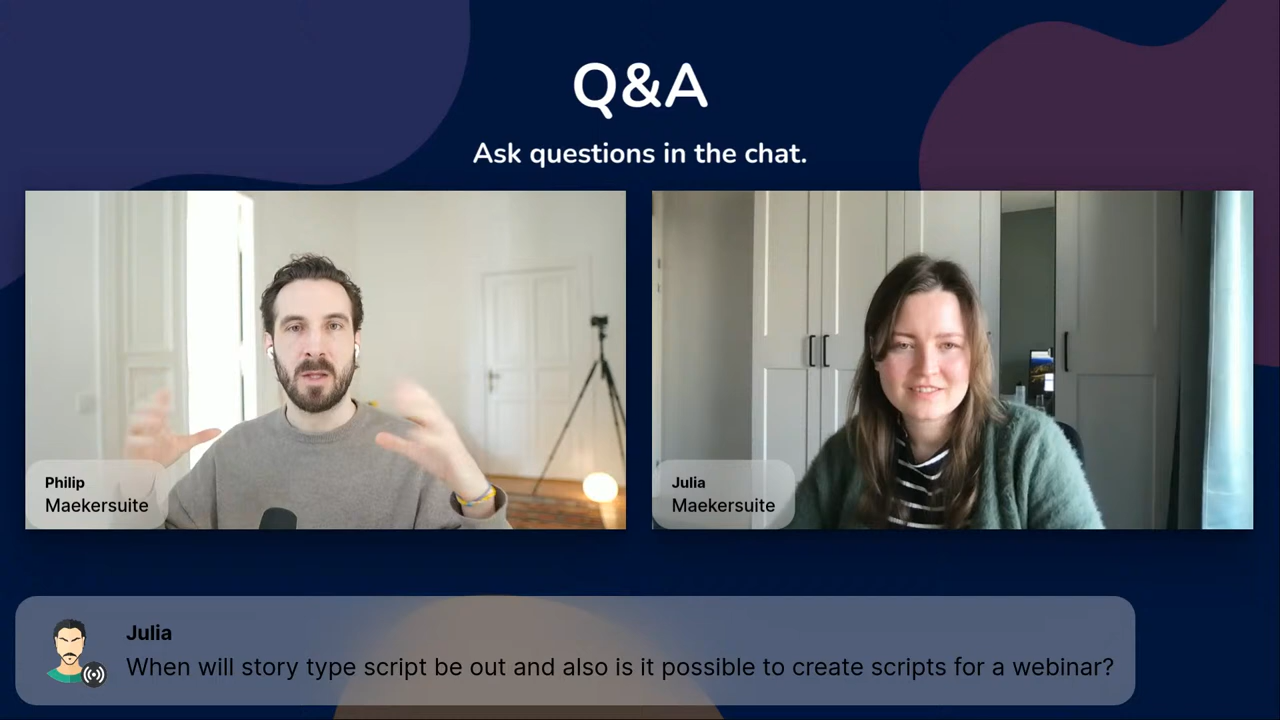 Q&A
Ask questions in the chat.
Philip
Maekersuite
Julia
Maekersuite
Julia
When will story type script be out and also is it possible to create scripts for a webinar?